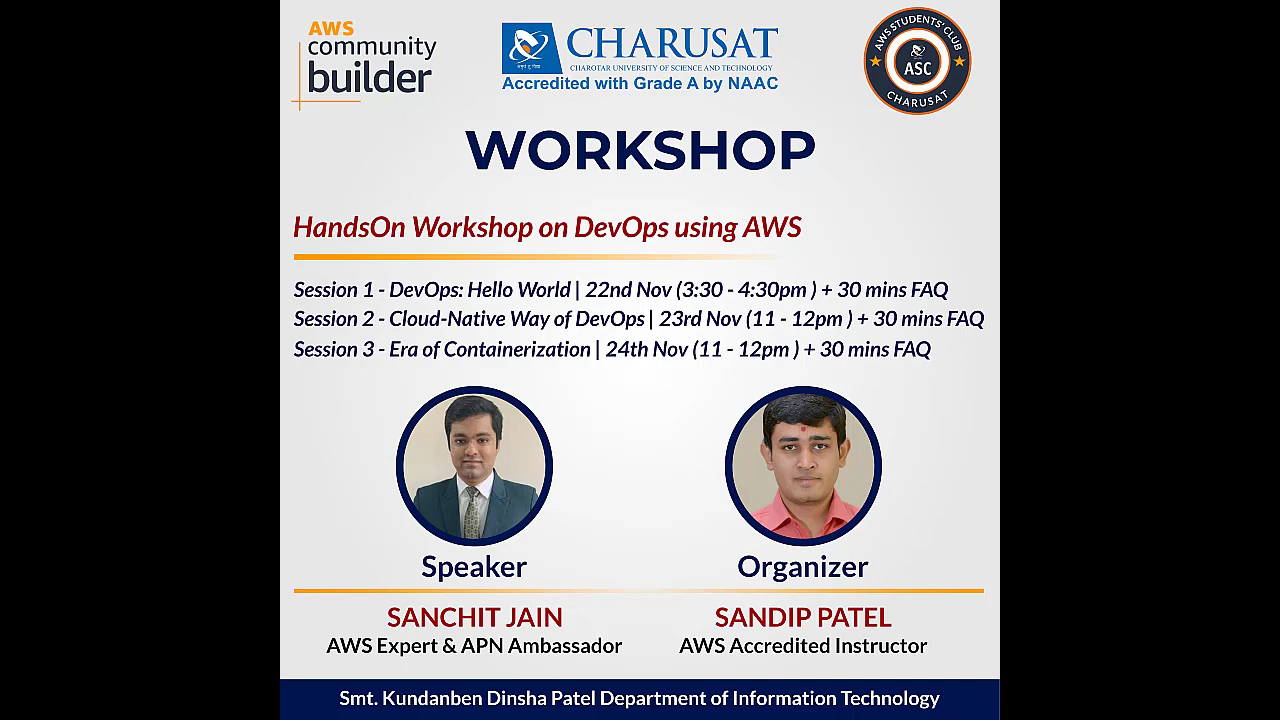 AWS
community
builder
CHARUSAT
CHAROTAR UNIVERSITY OF SCIENCE AND TECHNOLOGY
Accredited with Grade A by NAAC
AWS STUDENTS' CLUB
ASC
CHARUSAT
WORKSHOP
HandsOn Workshop on DevOps using AWS
Session 1 - DevOps: Hello World | 22nd Nov (3:30 - 4:30pm ) + 30 mins FAQ
Session 2 - Cloud-Native Way of DevOps | 23rd Nov (11 - 12pm ) + 30 mins FAQ
Session 3 - Era of Containerization | 24th Nov (11 - 12pm ) + 30 mins FAQ
Speaker
Organizer
SANCHIT JAIN
SANDIP PATEL
AWS Expert & APN Ambassador
AWS Accredited Instructor
Smt. Kundanben Dinsha Patel Department of Information Technology